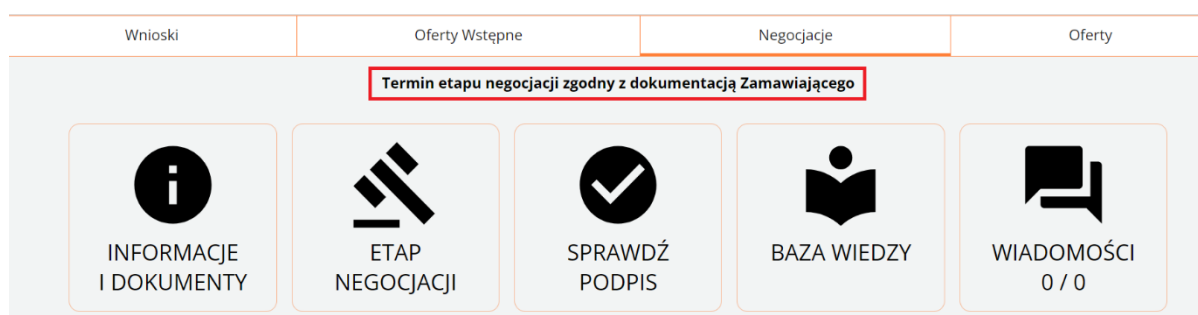 Wnioski
Oferty Wstępne
Negocjacje
Oferty
Termin etapu negocjacji zgodny z dokumentacją Zamawiającego
INFORMACJE
I DOKUMENTY
ETAP
NEGOCJACJI
SPRAWDŹ
PODPIS
BAZA WIEDZY
WIADOMOŚCI
0 / 0